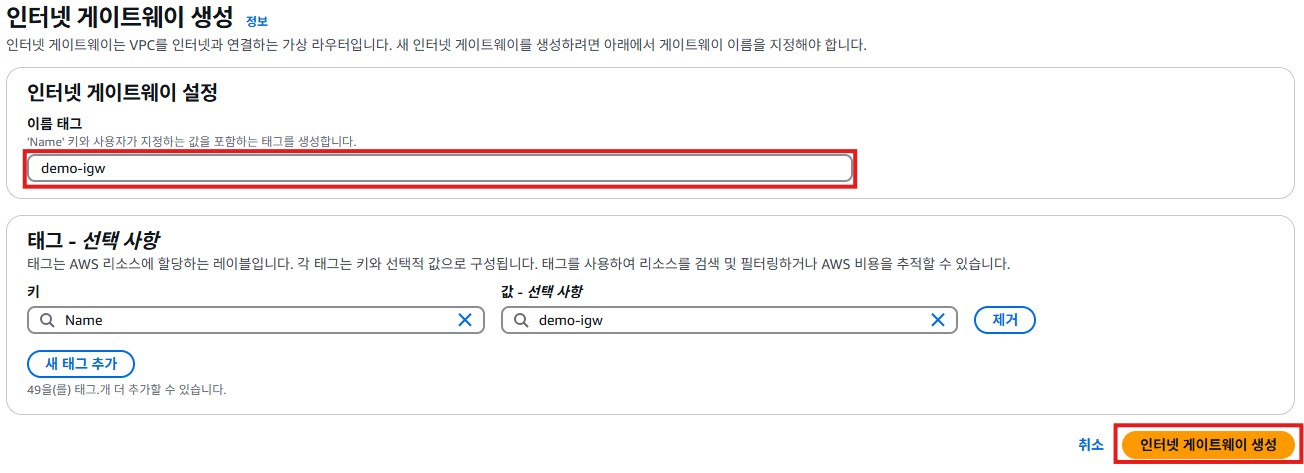 인터넷 게이트웨이 생성 정보
인터넷 게이트웨이는 VPC를 인터넷과 연결하는 가상 라우터입니다. 새 인터넷 게이트웨이를 생성하려면 아래에서 게이트웨이 이름을 지정해야 합니다.
인터넷 게이트웨이 설정
이름 태그
'Name' 키와 사용자가 지정하는 값을 포함하는 태그를 생성합니다.
demo-igw
태그 - 선택 사항
태그는 AWS 리소스에 할당하는 레이블입니다. 각 태그는 키와 선택적 값으로 구성됩니다. 태그를 사용하여 리소스를 검색 및 필터링하거나 AWS 비용을 추적할 수 있습니다.
키 값 - 선택 사항
Name demo-igw 제거
새 태그 추가
49을(를) 태그.개 더 추가할 수 있습니다.
취소 인터넷 게이트웨이 생성